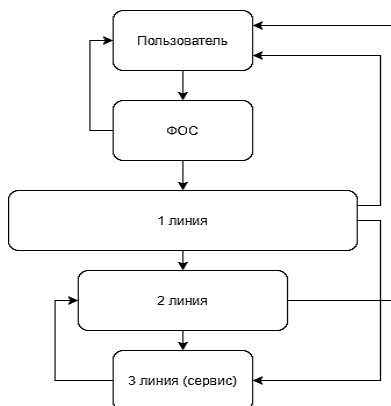 Пользователь
ФОС
1 линия
2 линия
3 линия (сервис)